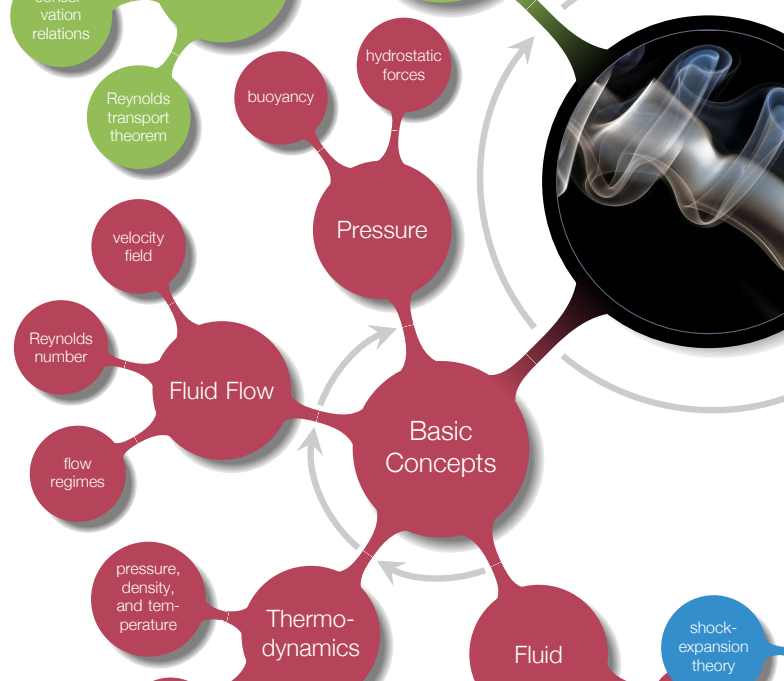 vation
relations
Reynolds
transport
theorem
buoyancy
hydrostatic
forces
Pressure
velocity
field
Reynolds
number
Fluid Flow
flow
regimes
Basic
Concepts
pressure,
density,
and tem-
perature
Thermo-
dynamics
Fluid
shock-
expansion
theory